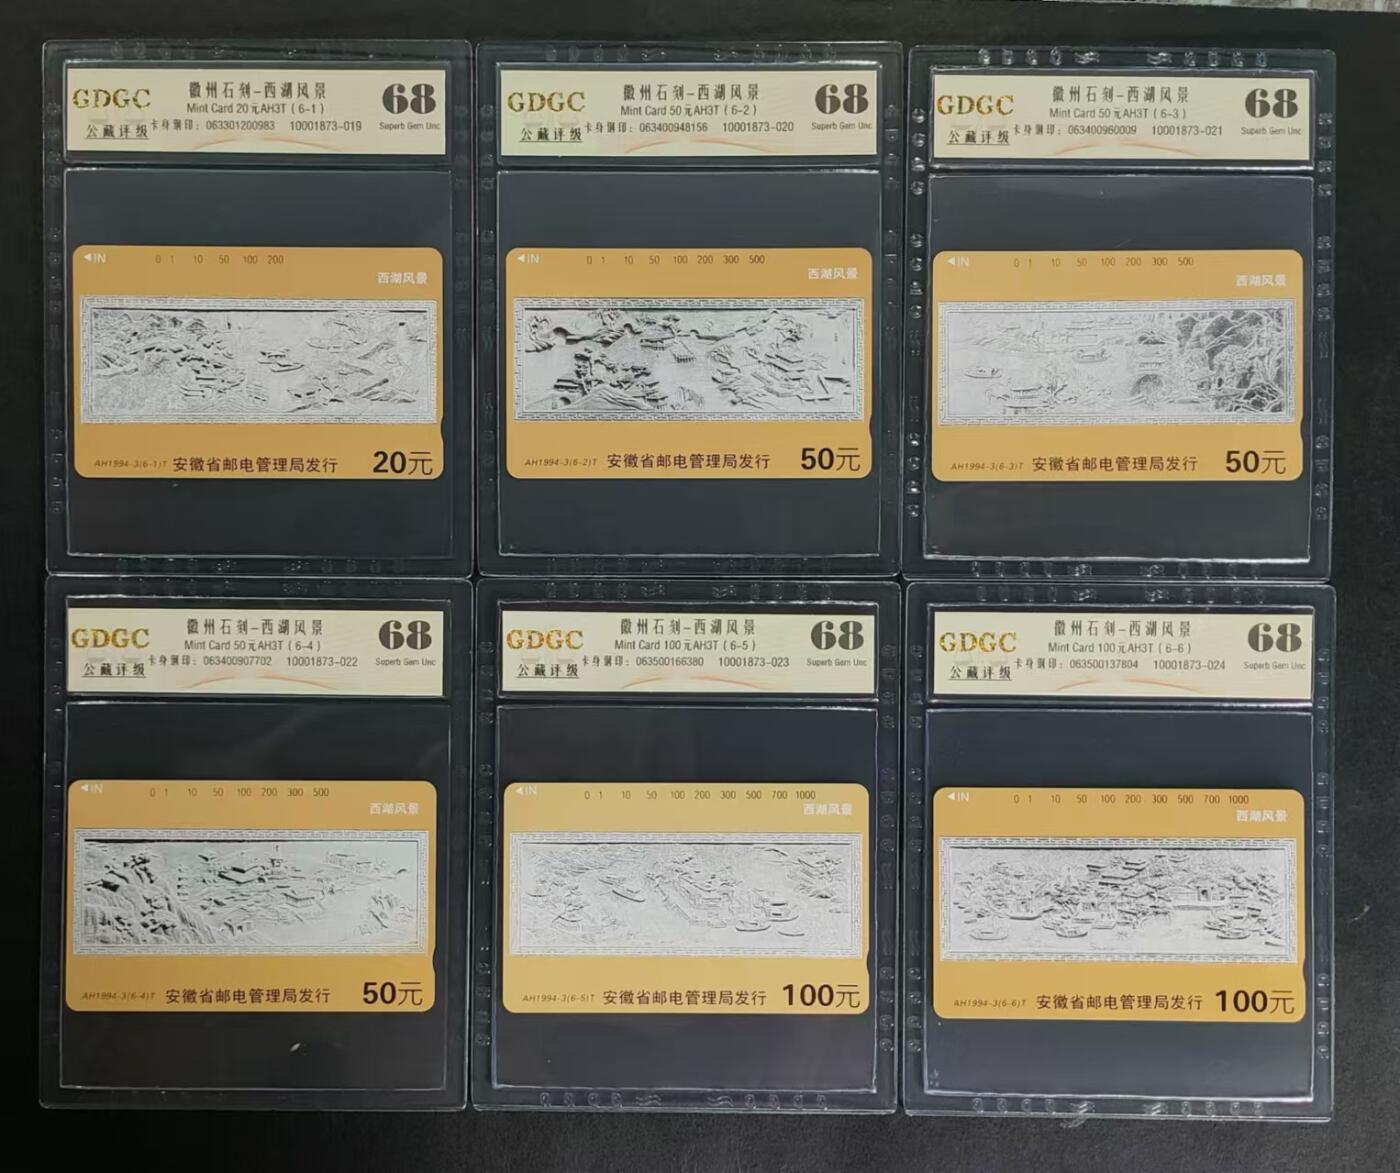 GDGC
公藏评级
徽州石刻-西湖风景
Mint Card 20元AH3T (6-1)
卡身钢印: 063301200983 10001873-019
68
Superb Gem Unc
◀IN
0 1 10 50 100 200
西湖风景
AH1994-3(6-1)T 安徽省邮电管理局发行 20元
GDGC
公藏评级
徽州石刻-西湖风景
Mint Card 50元AH3T (6-2)
卡身钢印: 063400948156 10001873-020
68
Superb Gem Unc
◀IN
0 1 10 50 100 200 300 500
西湖风景
AH1994-3(6-2)T 安徽省邮电管理局发行 50元
GDGC
公藏评级
徽州石刻-西湖风景
Mint Card 50元AH3T (6-3)
卡身钢印: 063400960009 10001873-021
68
Superb Gem Unc
◀IN
0 1 10 50 100 200 300 500
西湖风景
AH1994-3(6-3)T 安徽省邮电管理局发行 50元
GDGC
公藏评级
徽州石刻-西湖风景
Mint Card 50元AH3T (6-4)
卡身钢印: 063400907702 10001873-022
68
Superb Gem Unc
◀IN
0 1 10 50 100 200 300 500
西湖风景
AH1994-3(6-4)T 安徽省邮电管理局发行 50元
GDGC
公藏评级
徽州石刻-西湖风景
Mint Card 100元AH3T (6-5)
卡身钢印: 063500166380 10001873-023
68
Superb Gem Unc
◀IN
0 1 10 50 100 200 300 500 700 1000
西湖风景
AH1994-3(6-5)T 安徽省邮电管理局发行 100元
GDGC
公藏评级
徽州石刻-西湖风景
Mint Card 100元AH3T (6-6)
卡身钢印: 063500137804 10001873-024
68
Superb Gem Unc
◀IN
0 1 10 50 100 200 300 500 700 1000
西湖风景
AH1994-3(6-6)T 安徽省邮电管理局发行 100元